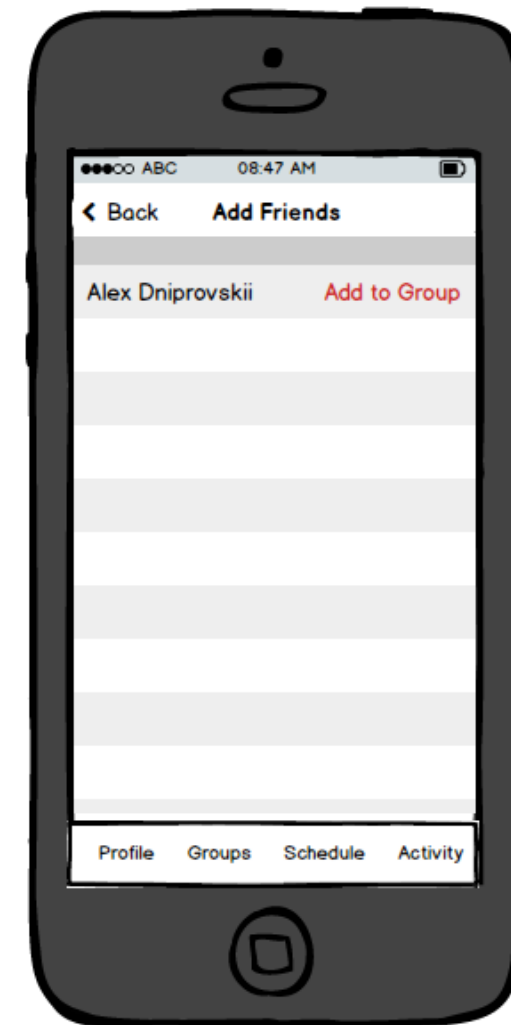 ABC 08:47 AM
Back Add Friends
Alex Dniprovskii Add to Group
Profile Groups Schedule Activity